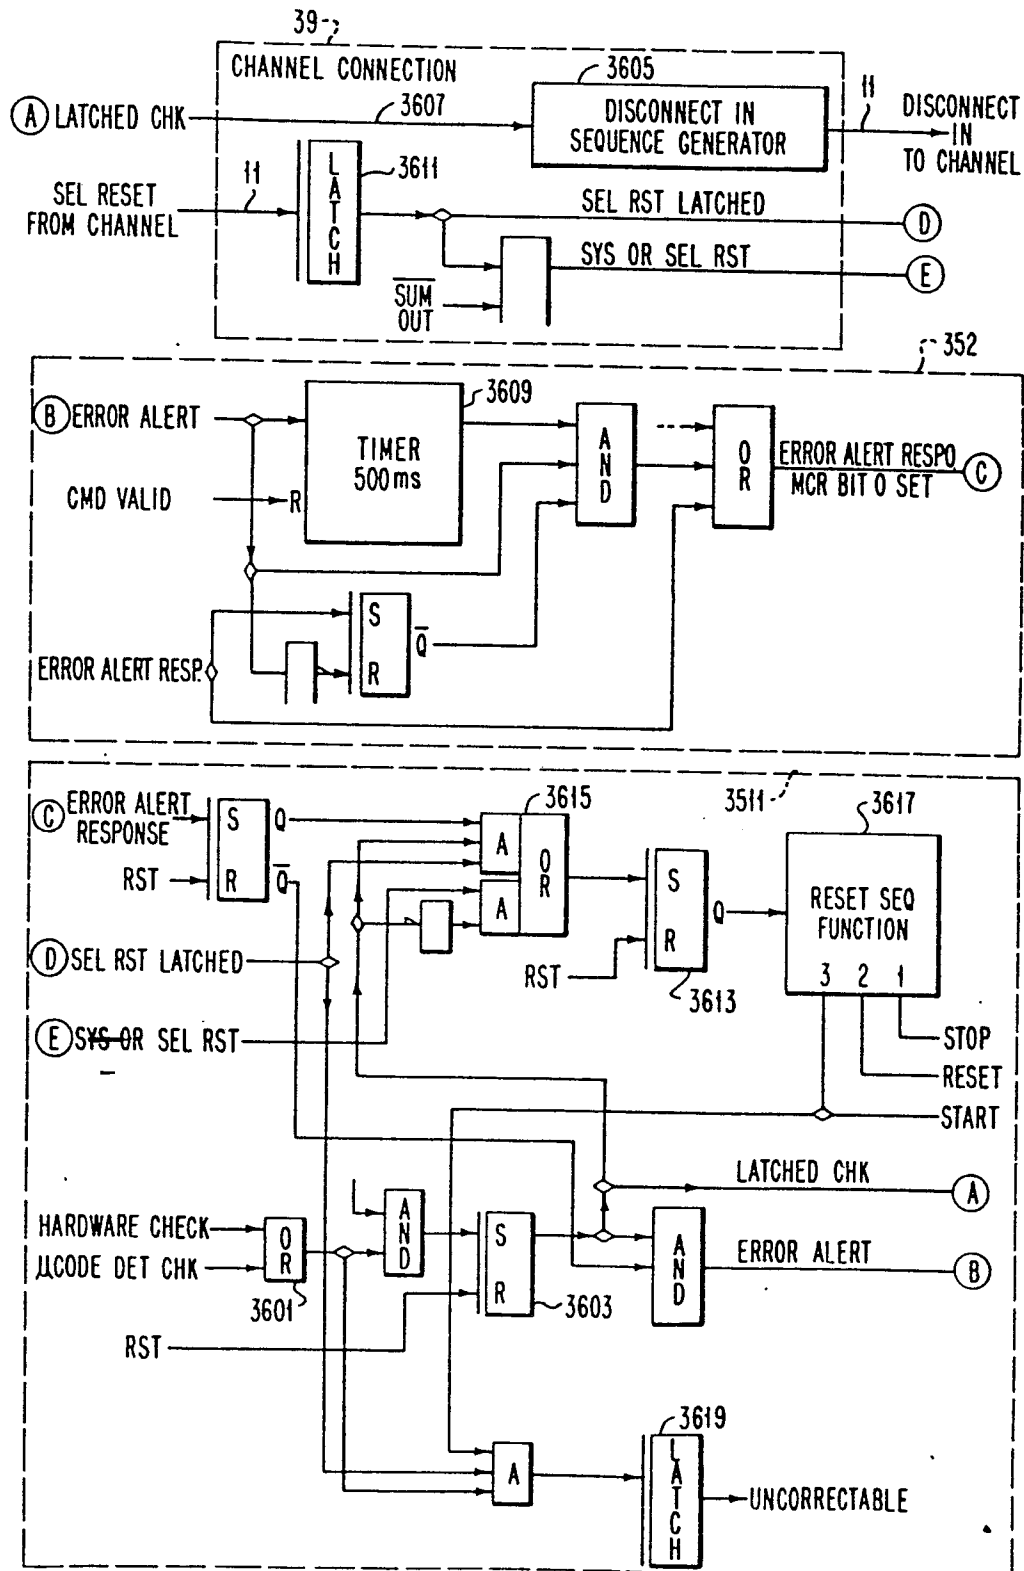 39
CHANNEL CONNECTION
3605
A LATCHED CHK
3607
DISCONNECT IN
SEQUENCE GENERATOR
11
DISCONNECT
IN
TO CHANNEL
SEL RESET
FROM CHANNEL
11
LATCH
3611
SEL RST LATCHED
D
SYS OR SEL RST
E
SUM
OUT
352
B ERROR ALERT
3609
TIMER
500ms
CMD VALID
R
AND
OR
ERROR ALERT RESPO
MCR BIT 0 SET
C
S
R
Q
ERROR ALERT RESP.
3511
C ERROR ALERT
RESPONSE
S
R
Q
Q
RST
3615
A
A
OR
S
R
Q
RST
3613
3617
RESET SEQ
FUNCTION
3 2 1
STOP
RESET
START
D SEL RST LATCHED
E SYS OR SEL RST
LATCHED CHK
A
HARDWARE CHECK
μCODE DET CHK
OR
3601
AND
S
R
3603
AND
ERROR ALERT
B
RST
A
3619
LATCH
UNCORRECTABLE